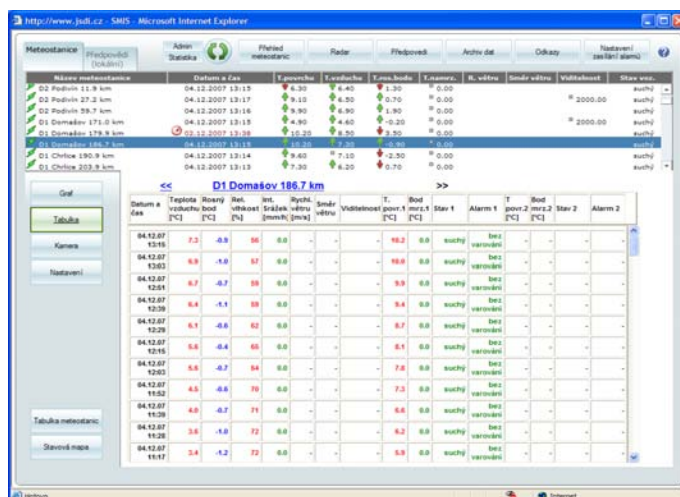 http://www.jsdi.cz - SMIS - Microsoft Internet Explorer
Meteostanice Předpovědi (lokální) Admin Statistika Přehled meteostanic Radar Předpovedi Archiv dat Odkazy Nastavení zasílání alarmů
Název meteostanice Datum a čas T.povrchu T.vzduchu T.ros.bodu T.namrz. R. větru Směr větru Viditelnost Stav voz.
D2 Podivín 11.9 km 04.12.2007 13:15 6.30 6.40 1.30 0.00 suchý
D2 Podivín 27.2 km 04.12.2007 13:17 9.10 6.50 0.70 0.00 2000.00 suchý
D2 Podivín 59.7 km 04.12.2007 13:16 9.90 6.90 1.90 0.00 suchý
D1 Domašov 171.0 km 04.12.2007 13:15 4.90 4.60 -0.20 0.00 2000.00 suchý
D1 Domašov 179.9 km 02.12.2007 13:38 10.20 8.50 3.50 0.00 suchý
D1 Domašov 186.7 km 04.12.2007 13:15 10.20 7.30 -0.90 0.00 suchý
D1 Chrlice 190.9 km 04.12.2007 13:14 9.60 7.10 -2.50 0.00 suchý
D1 Chrlice 203.9 km 04.12.2007 13:13 7.30 6.20 0.70 0.00 suchý
Graf
Tabulka
Kamera
Nastavení
Tabulka meteostanic
Stavová mapa
<< D1 Domašov 186.7 km >>
Datum a čas Teplota vzduchu [°C] Rosný bod [°C] Rel. vlhkost [%] Int. Srážek [mm/h] Rychl. větru [m/s] Směr větru Viditelnost T. povr.1 [°C] Bod mrz.1 [°C] Stav 1 Alarm 1 T povr.2 [°C] Bod mrz.2 [°C] Stav 2 Alarm 2
04.12.07 13:15 7.3 -0.9 56 0.0 - - - 10.2 0.0 suchý bez varování - - - -
04.12.07 13:03 6.9 -1.0 57 0.0 - - - 10.0 0.0 suchý bez varování - - - -
04.12.07 12:51 6.7 -0.7 59 0.0 - - - 9.9 0.0 suchý bez varování - - - -
04.12.07 12:39 6.4 -1.1 59 0.0 - - - 9.4 0.0 suchý bez varování - - - -
04.12.07 12:28 6.1 -0.6 62 0.0 - - - 8.7 0.0 suchý bez varování - - - -
04.12.07 12:15 5.6 -0.4 65 0.0 - - - 8.1 0.0 suchý bez varování - - - -
04.12.07 12:03 5.6 -0.7 64 0.0 - - - 7.8 0.0 suchý bez varování - - - -
04.12.07 11:52 4.5 -0.6 70 0.0 - - - 7.3 0.0 suchý bez varování - - - -
04.12.07 11:39 4.0 -0.7 71 0.0 - - - 6.6 0.0 suchý bez varování - - - -
04.12.07 11:28 3.6 -1.0 72 0.0 - - - 6.2 0.0 suchý bez varování - - - -
04.12.07 11:17 3.4 -1.2 72 0.0 - - - 5.9 0.0 suchý bez varování - - - -
Hotovo Internet